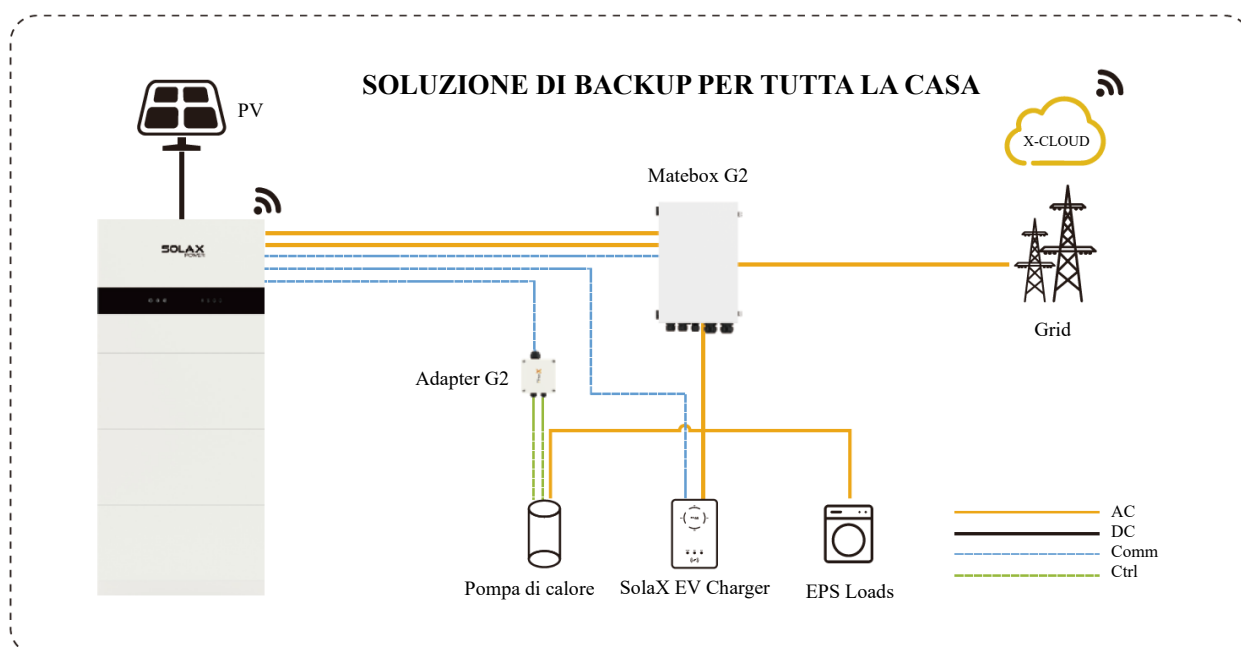 SOLUZIONE DI BACKUP PER TUTTA LA CASA
PV
X-CLOUD
Matebox G2
SOLAX
POWER
Grid
Adapter G2
Pompa di calore
SolaX EV Charger
EPS Loads
AC
DC
Comm
Ctrl